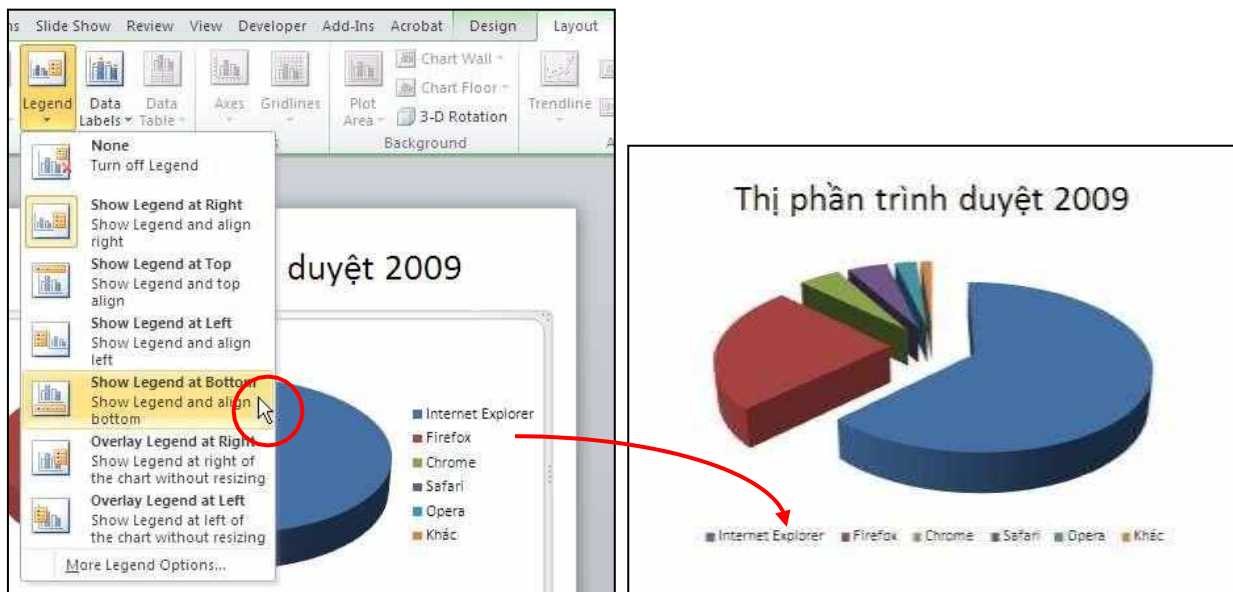 Slide Show Review View Developer Add-Ins Acrobat Design Layout
Legend
Data Labels
Data Table
Axes
Gridlines
Plot Area
Chart Wall
Chart Floor
3-D Rotation
Trendline
Background
None
Turn off Legend
Show Legend at Right
Show Legend and align
right
Show Legend at Top
Show Legend and top
align
Show Legend at Left
Show Legend and align
left
Show Legend at Bottom
Show Legend and align
bottom
Overlay Legend at Right
Show Legend at right of
the chart without resizing
Overlay Legend at Left
Show Legend at left of
the chart without resizing
More Legend Options...
duyệt 2009
Internet Explorer
Firefox
Chrome
Safari
Opera
Khác
Thị phần trình duyệt 2009
Internet Explorer Firefox Chrome Safari Opera Khác